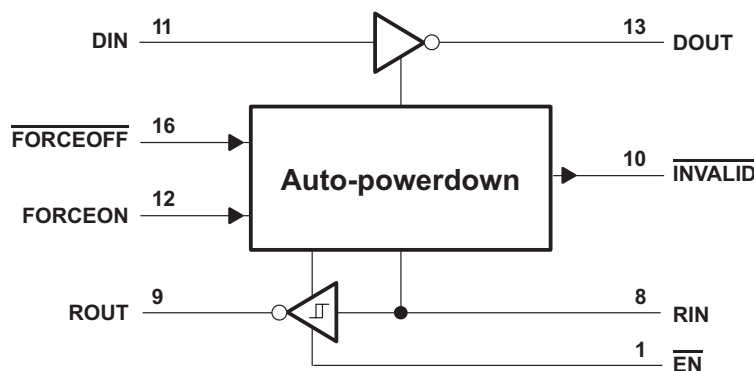 DIN 11 13 DOUT
FORCEOFF 16
Auto-powerdown 10 INVALID
FORCEON 12
ROUT 9 8 RIN
1 EN